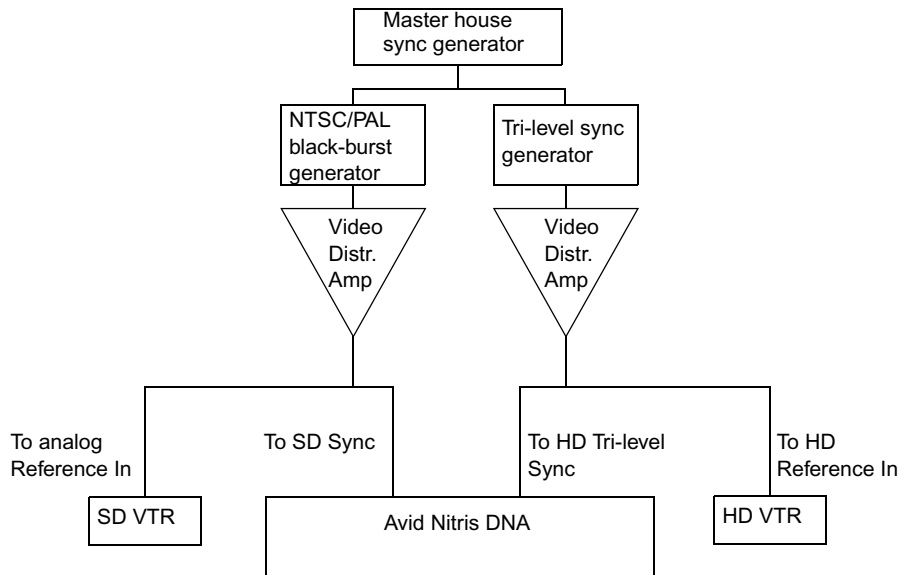 Master house
sync generator
NTSC/PAL
black-burst
generator
Tri-level sync
generator
Video
Distr.
Amp
Video
Distr.
Amp
To analog
Reference In
To SD Sync
To HD Tri-level
Sync
To HD
Reference In
SD VTR
Avid Nitris DNA
HD VTR